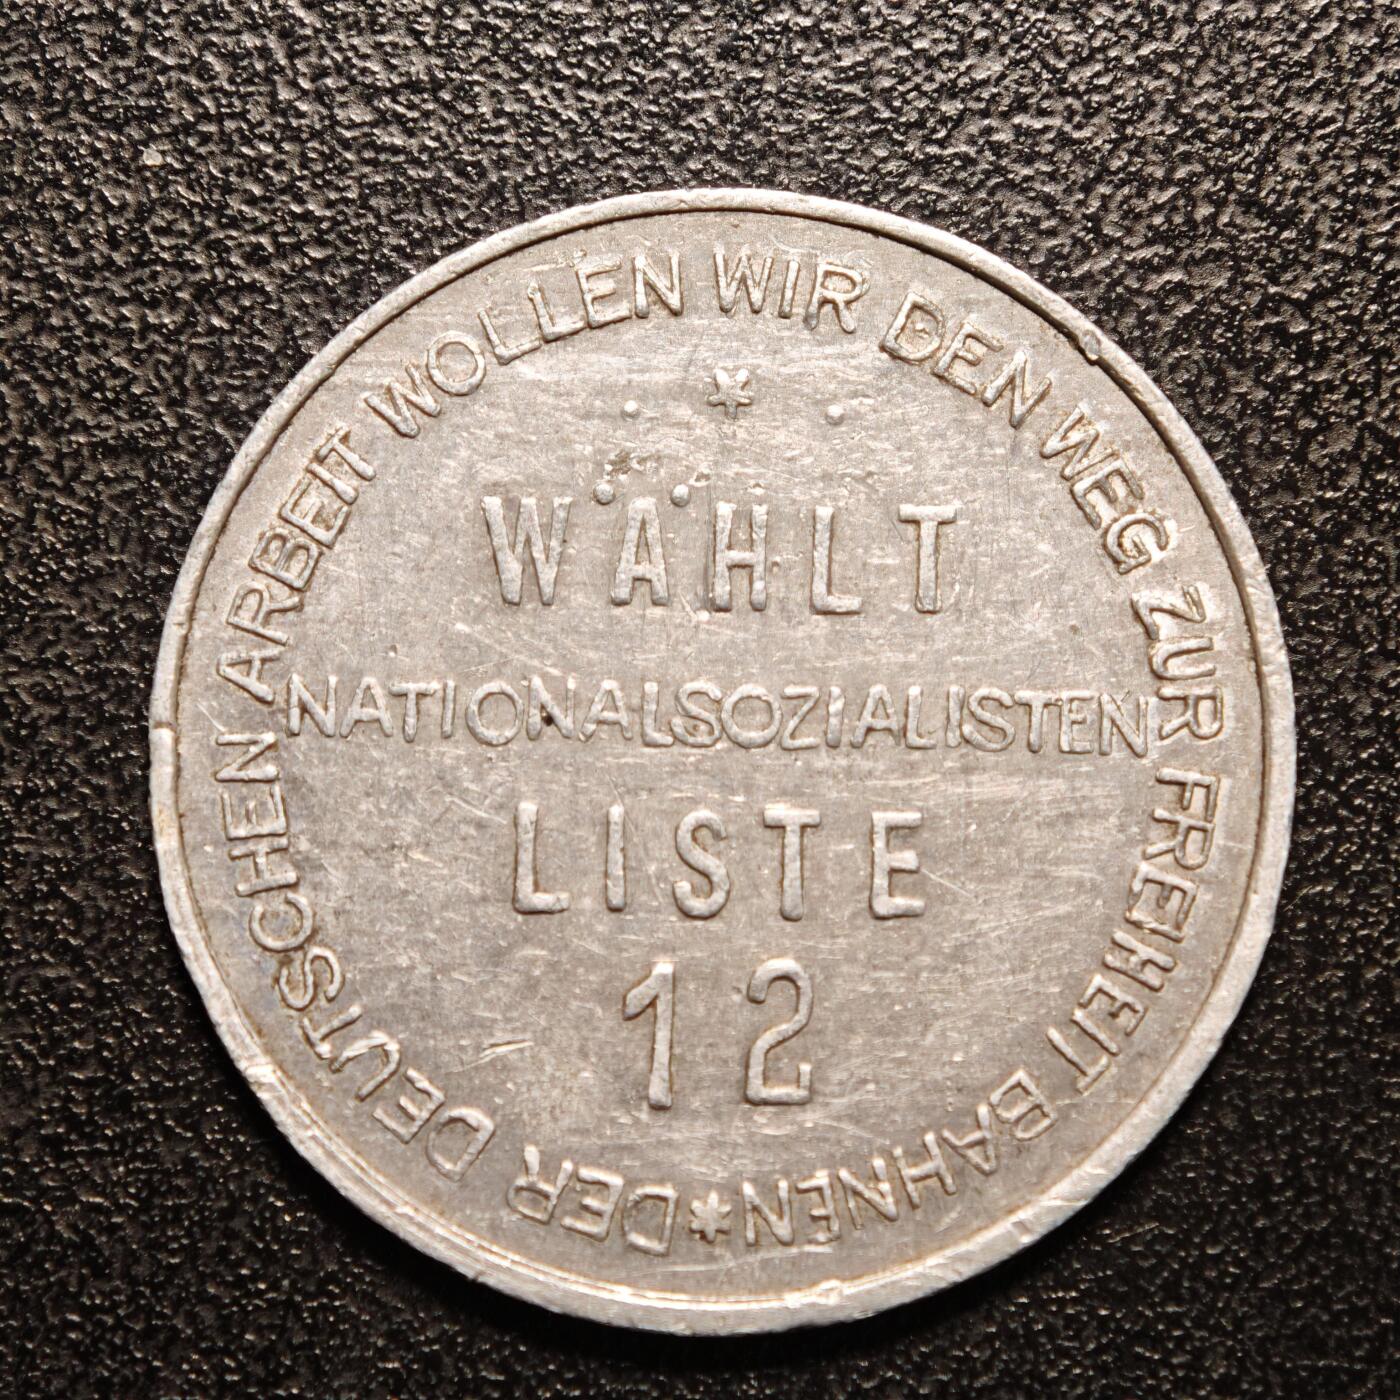 DER DEUTSCHEN ARBEIT WOLLEN WIR DEN WEG ZUR FREIHEIT BAHNEN *
WÄHLT
NATIONALSOZIALISTEN
LISTE
12